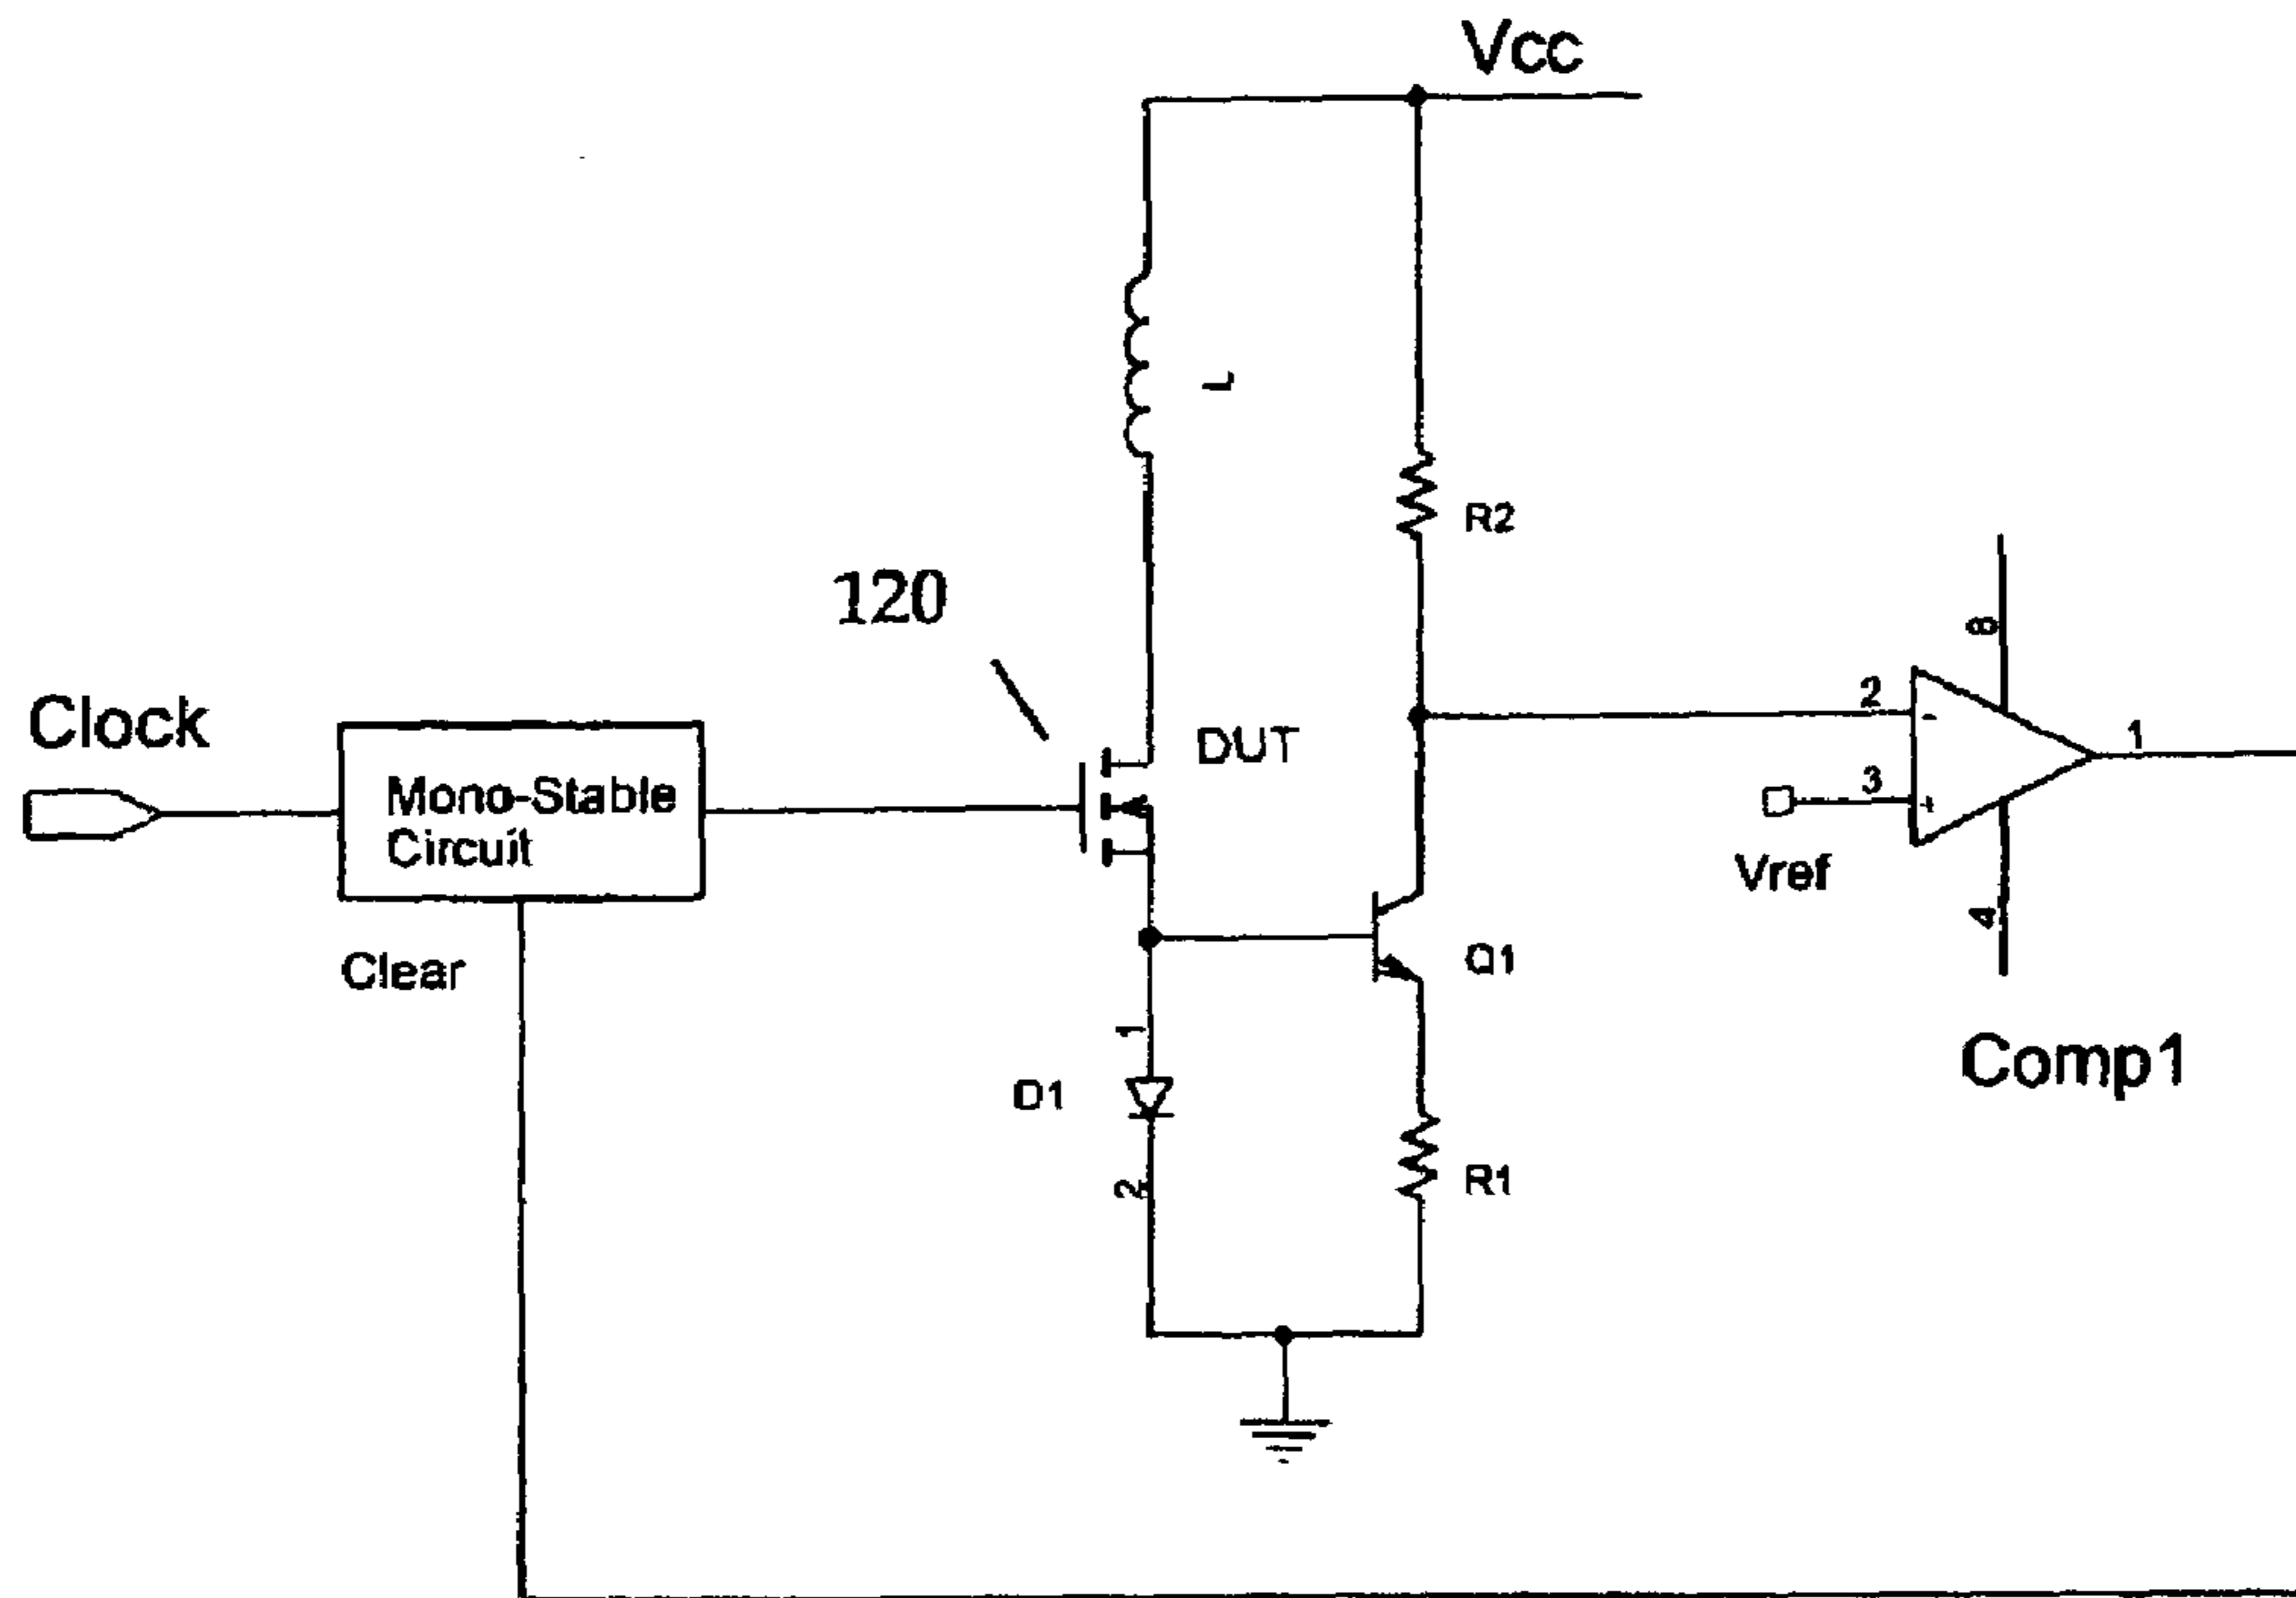 Vcc
L
R2
120
8
Clock
2
DUT
1
-
Mono-Stable
Circuit
3
+
Vref
4
Q1
Clear
1
Comp1
D1
2
R1